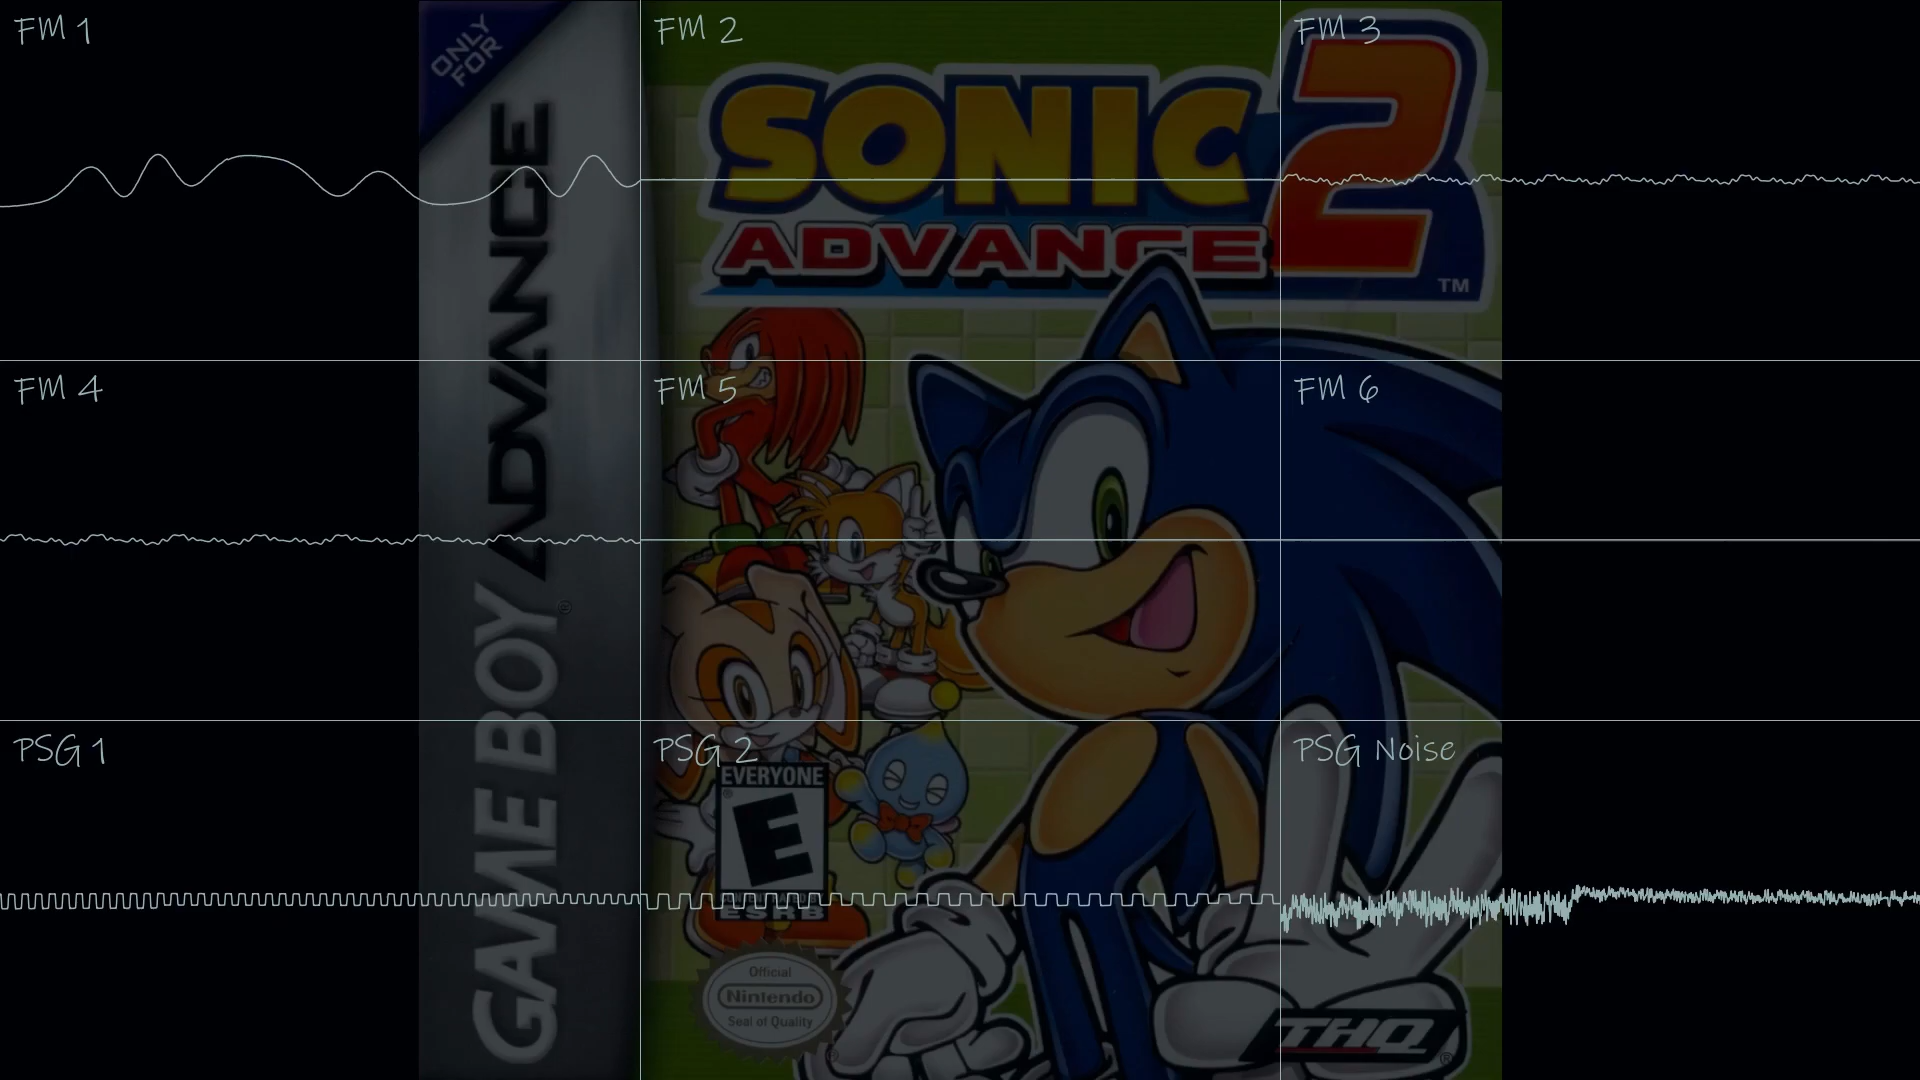 FM 1
FM 2
FM 3
ONLY
FOR
SONIC
2
ADVANCE
TM
GAME BOY ADVANCE
®
FM 4
FM 5
FM 6
PSG 1
PSG 2
PSG Noise
EVERYONE
®
E
ESRB
Official
Nintendo
Seal of Quality
®
THQ
®